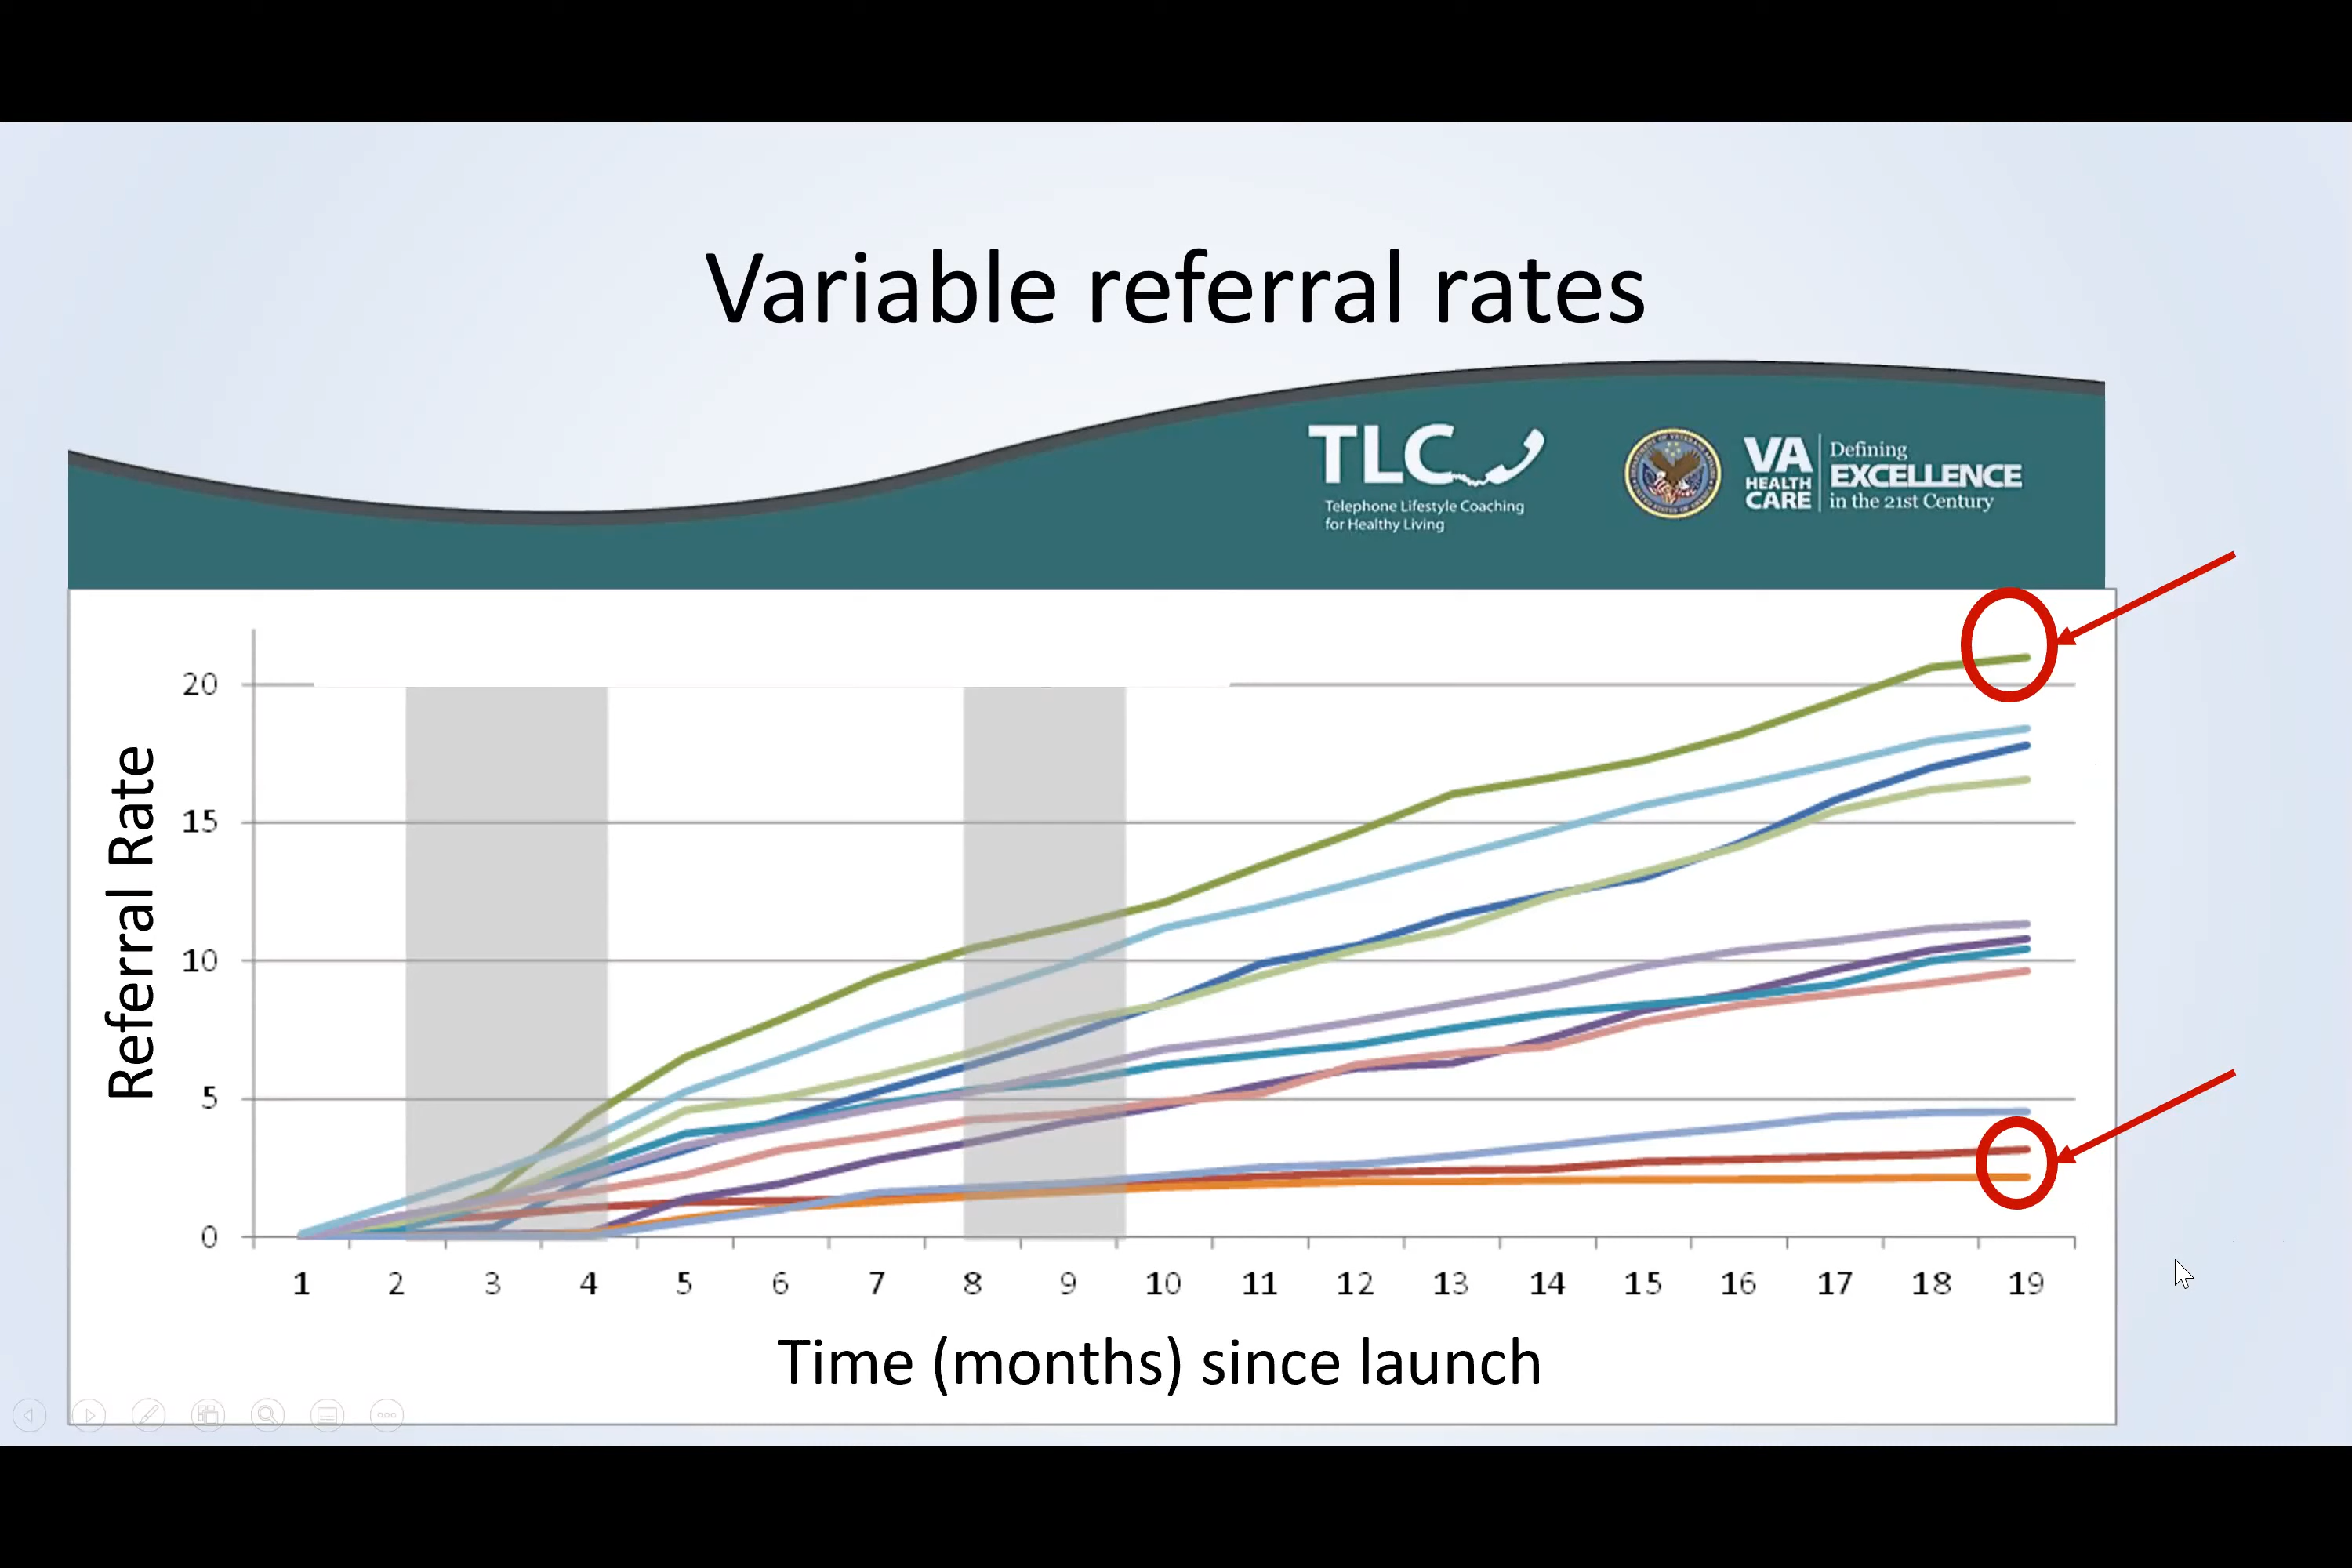 Variable referral rates
TLC
Telephone Lifestyle Coaching
for Healthy Living
VA
HEALTH
CARE
Defining
EXCELLENCE
in the 21st Century
Referral Rate
20
15
10
5
0
1 2 3 4 5 6 7 8 9 10 11 12 13 14 15 16 17 18 19
Time (months) since launch